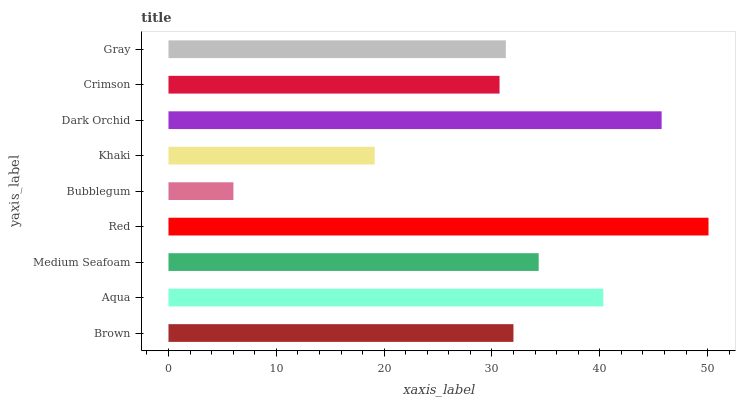 title
Gray
Crimson
Dark Orchid
Khaki
Bubblegum
Red
Medium Seafoam
Aqua
Brown
yaxis_label
0 10 20 30 40 50
xaxis_label